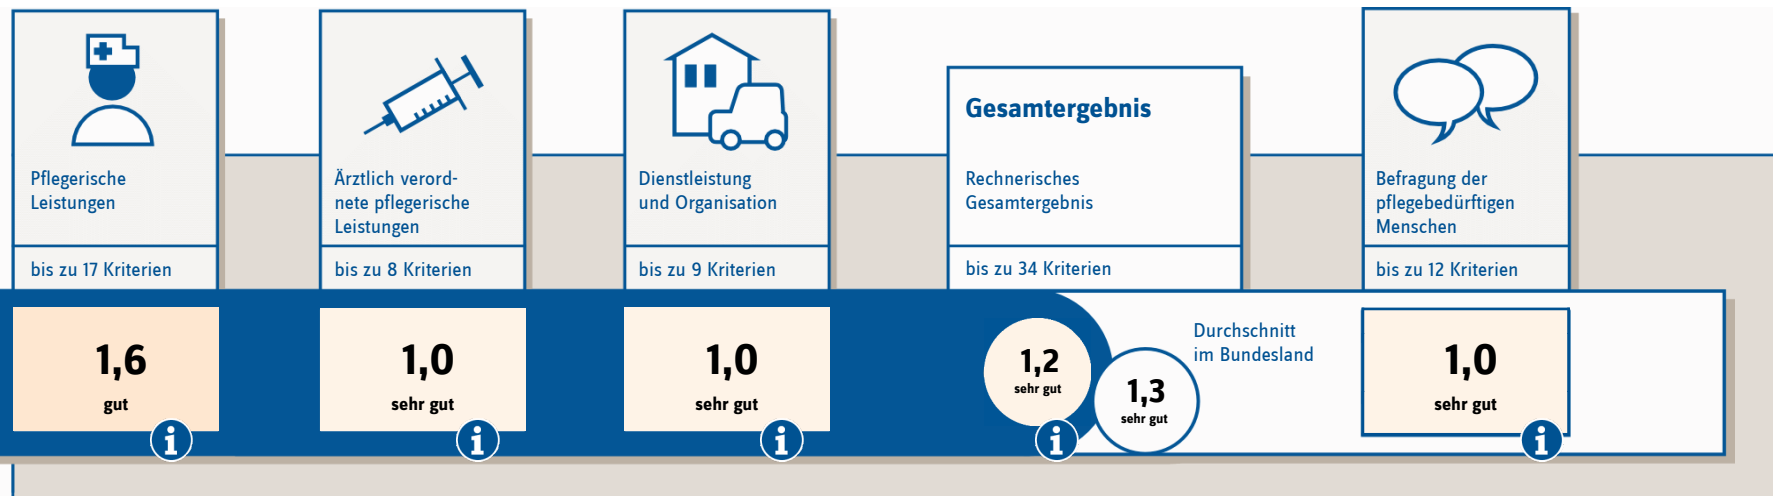 Pflegerische
Leistungen
bis zu 17 Kriterien
1,6
gut
i
Ärztlich verord-
nete pflegerische
Leistungen
bis zu 8 Kriterien
1,0
sehr gut
i
Dienstleistung
und Organisation
bis zu 9 Kriterien
1,0
sehr gut
i
Gesamtergebnis
Rechnerisches
Gesamtergebnis
bis zu 34 Kriterien
1,2
sehr gut
i
1,3
sehr gut
Durchschnitt
im Bundesland
Befragung der
pflegebedürftigen
Menschen
bis zu 12 Kriterien
1,0
sehr gut
i